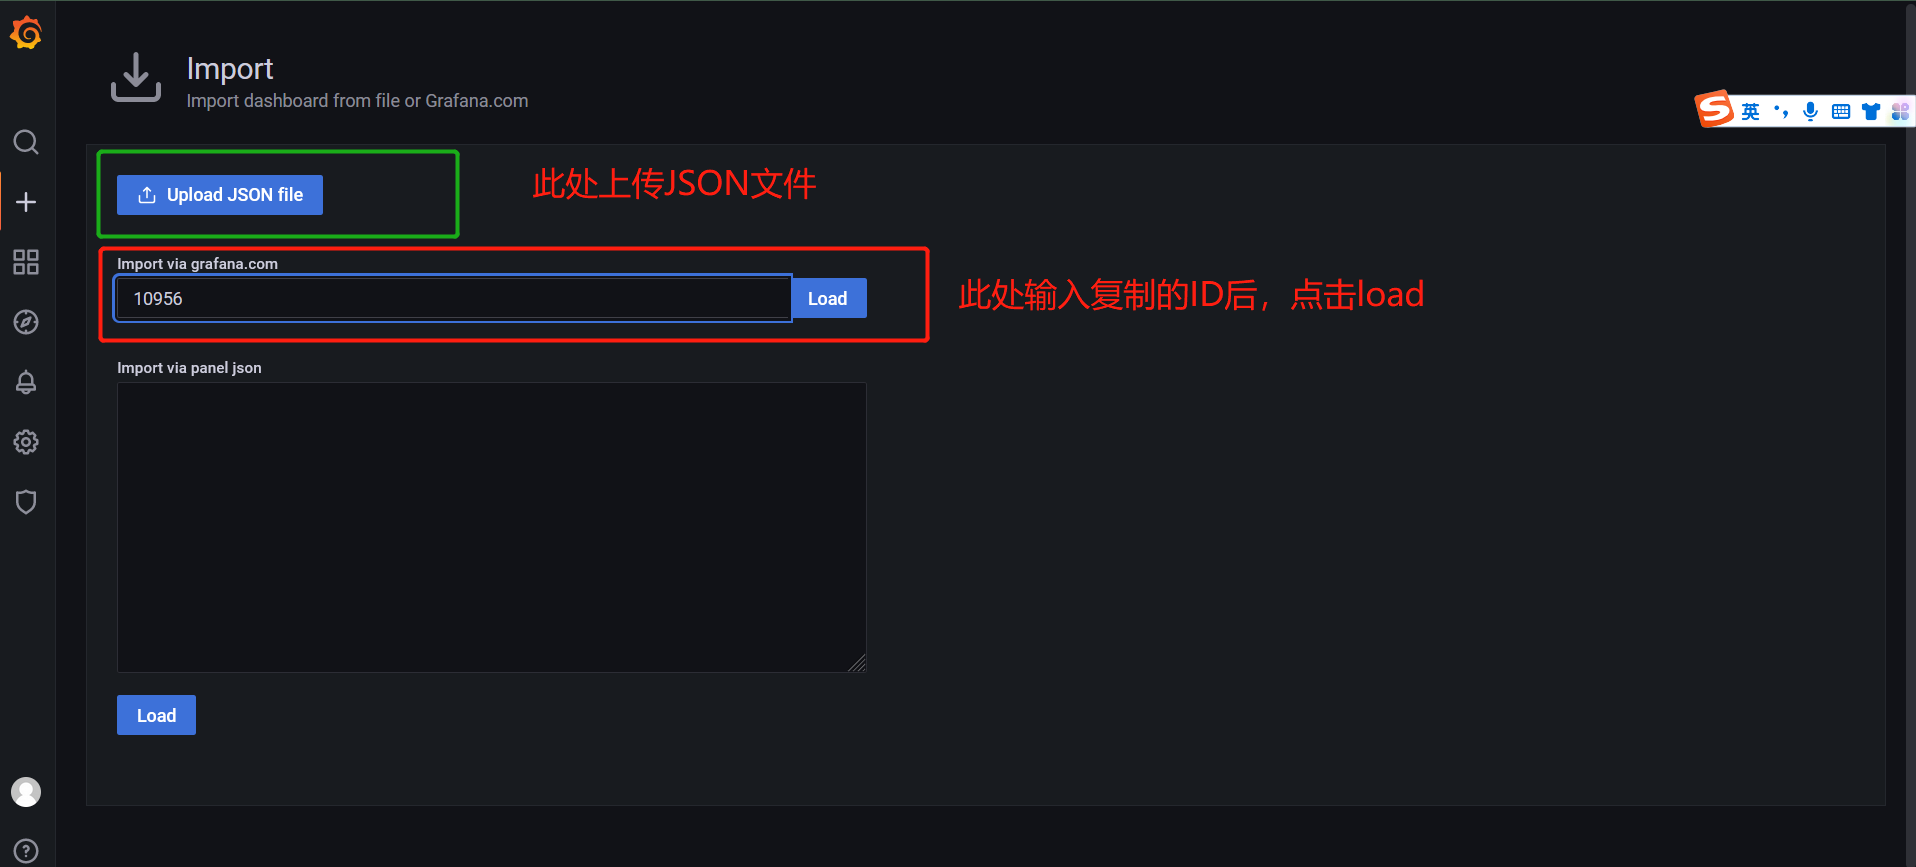 Import
Import dashboard from file or Grafana.com
英
Upload JSON file
此处上传JSON文件
Import via grafana.com
10956
Load
此处输入复制的ID后，点击load
Import via panel json
Load